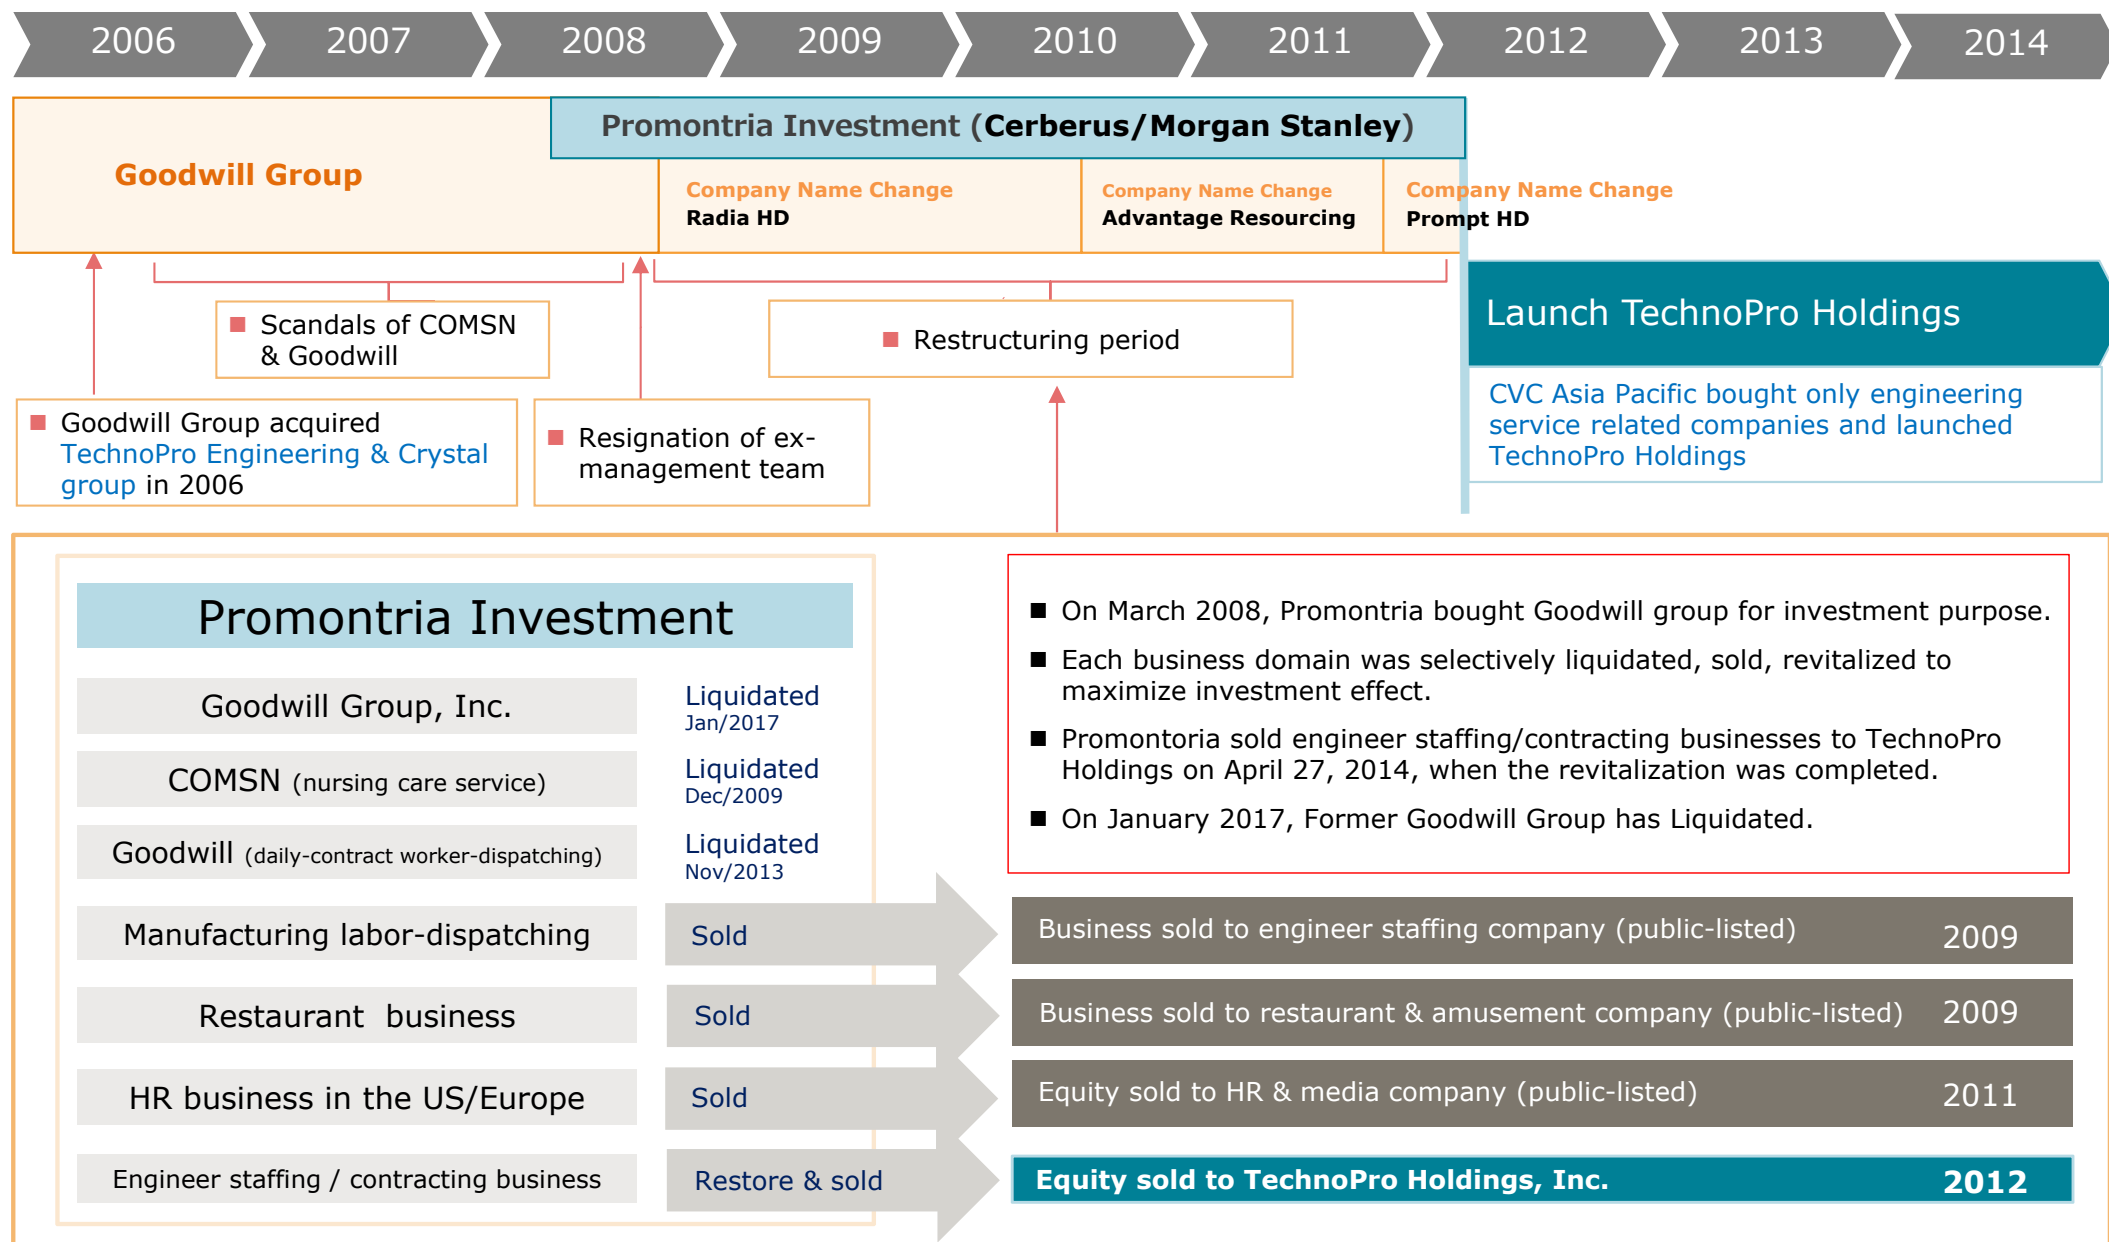 2006 2007 2008 2009 2010 2011 2012 2013 2014
Promontria Investment (Cerberus/Morgan Stanley)
Goodwill Group
Company Name Change
Radia HD
Company Name Change
Advantage Resourcing
Company Name Change
Prompt HD
■ Scandals of COMSN
& Goodwill
■ Restructuring period
Launch TechnoPro Holdings
CVC Asia Pacific bought only engineering
service related companies and launched
TechnoPro Holdings
■ Goodwill Group acquired
TechnoPro Engineering & Crystal
group in 2006
■ Resignation of ex-
management team
Promontria Investment
Goodwill Group, Inc.
Liquidated
Jan/2017
COMSN (nursing care service)
Liquidated
Dec/2009
Goodwill (daily-contract worker-dispatching)
Liquidated
Nov/2013
■ On March 2008, Promontria bought Goodwill group for investment purpose.
■ Each business domain was selectively liquidated, sold, revitalized to
maximize investment effect.
■ Promontoria sold engineer staffing/contracting businesses to TechnoPro
Holdings on April 27, 2014, when the revitalization was completed.
■ On January 2017, Former Goodwill Group has Liquidated.
Manufacturing labor-dispatching Sold Business sold to engineer staffing company (public-listed) 2009
Restaurant business Sold Business sold to restaurant & amusement company (public-listed) 2009
HR business in the US/Europe Sold Equity sold to HR & media company (public-listed) 2011
Engineer staffing / contracting business Restore & sold Equity sold to TechnoPro Holdings, Inc. 2012